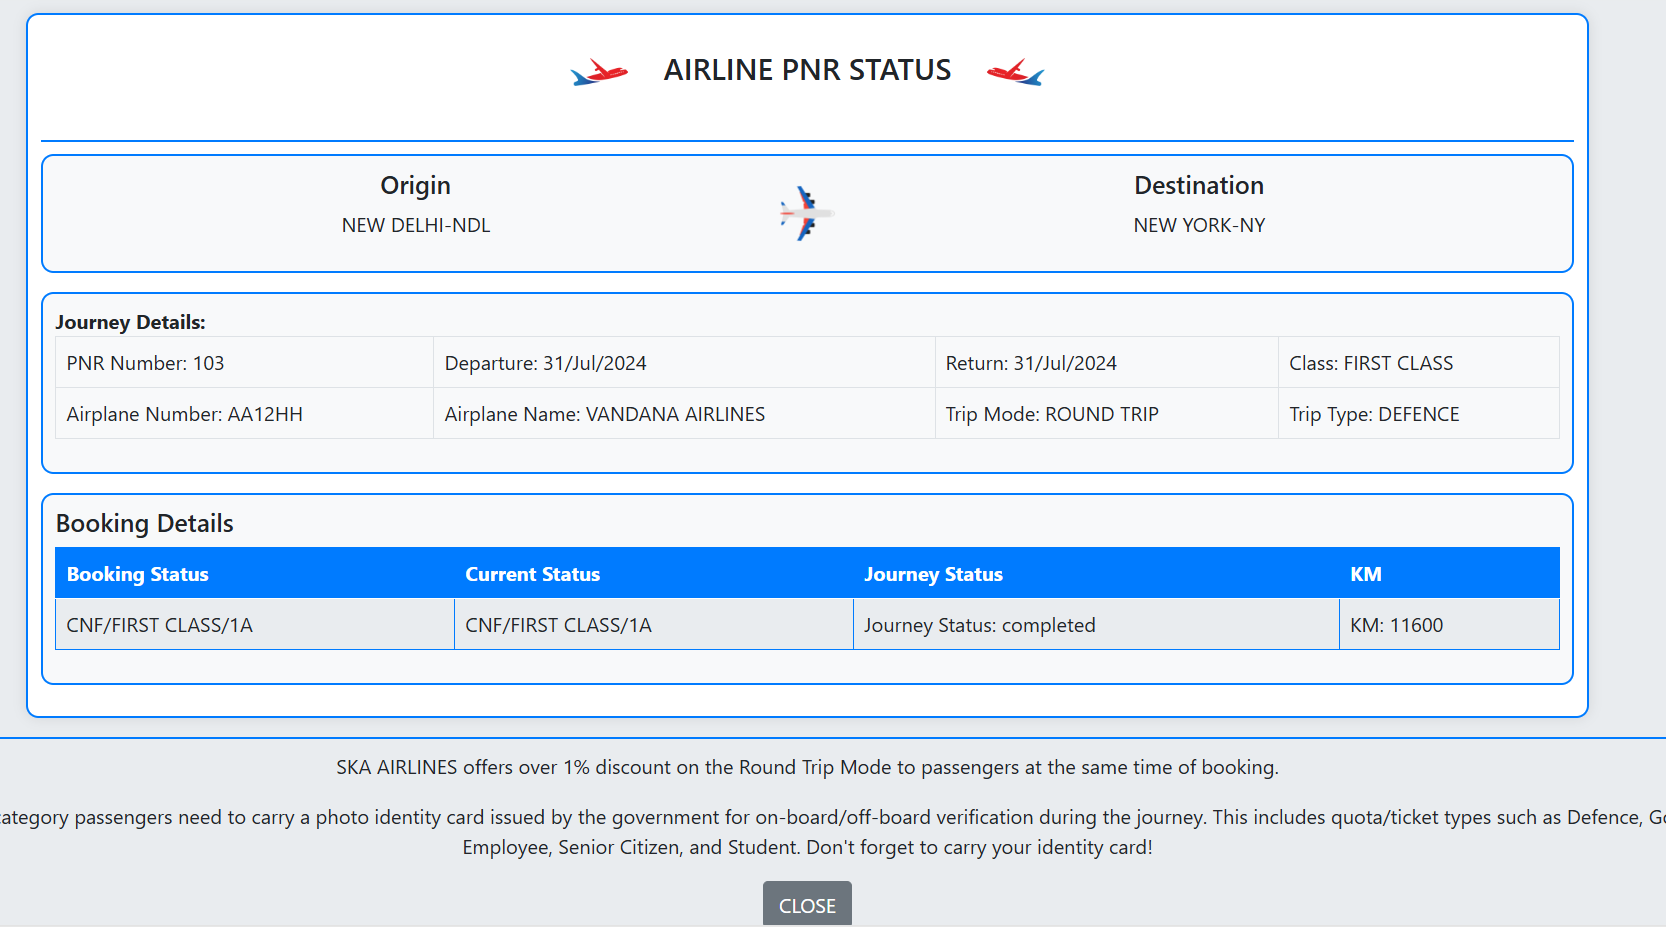 AIRLINE PNR STATUS
Origin
NEW DELHI-NDL
Destination
NEW YORK-NY
Journey Details:
PNR Number: 103
Departure: 31/Jul/2024
Return: 31/Jul/2024
Class: FIRST CLASS
Airplane Number: AA12HH
Airplane Name: VANDANA AIRLINES
Trip Mode: ROUND TRIP
Trip Type: DEFENCE
Booking Details
Booking Status
Current Status
Journey Status
KM
CNF/FIRST CLASS/1A
CNF/FIRST CLASS/1A
Journey Status: completed
KM: 11600
SKA AIRLINES offers over 1% discount on the Round Trip Mode to passengers at the same time of booking.
passengers need to carry a photo identity card issued by the government for on-board/off-board verification during the journey. This includes quota/ticket types such as Defence,
Employee, Senior Citizen, and Student. Don't forget to carry your identity card!
CLOSE